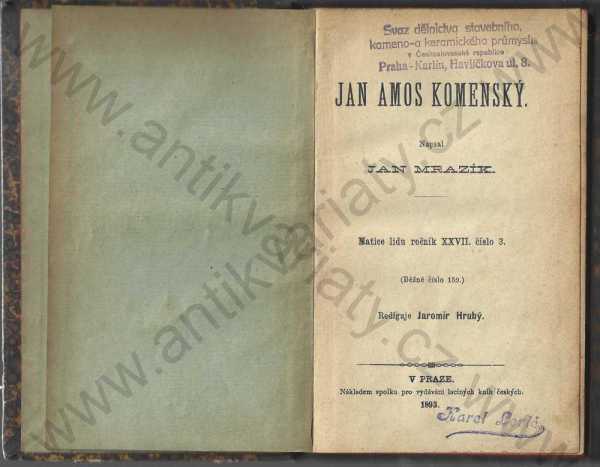 Svaz dělnictva stavebního,
kameno-a keramického průmyslu
v Československé republice
Praha-Karlín, Havlíčkova ul. 8.
JAN AMOS KOMENSKÝ.
Napsal
JAN MRAZÍK.
Matice lidu ročník XXVII. číslo 3.
(Běžné číslo 159.)
Rediguje Jaromír Hrubý.
V PRAZE.
Nákladem spolku pro vydávání laciných knih českých.
1893.
Karel
www.antikvariaty.cz
www.antikvariaty.cz
www.antikvariaty.cz